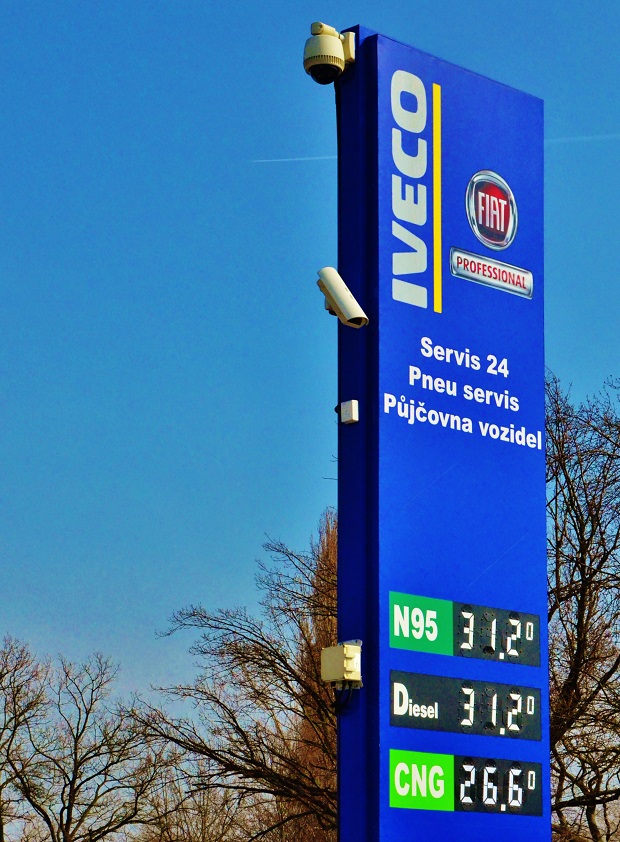 IVECO
FIAT
PROFESSIONAL
Servis 24
Pneu servis
Půjčovna vozidel
N95 31.20
Diesel 31.20
CNG 26.60